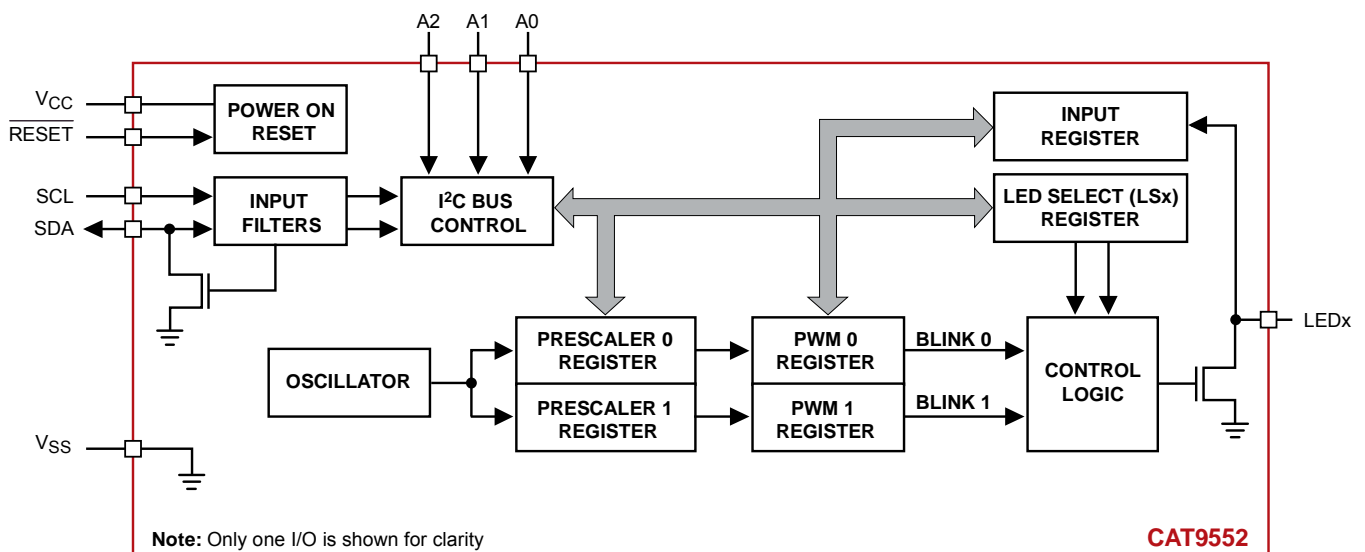 A2 A1 A0
VCC
RESET
POWER ON
RESET
INPUT
REGISTER
SCL
SDA
INPUT
FILTERS
I²C BUS
CONTROL
LED SELECT (LSx)
REGISTER
OSCILLATOR
PRESCALER 0
REGISTER
PWM 0
REGISTER
BLINK 0
PRESCALER 1
REGISTER
PWM 1
REGISTER
BLINK 1
CONTROL
LOGIC
LEDx
VSS
Note: Only one I/O is shown for clarity
CAT9552